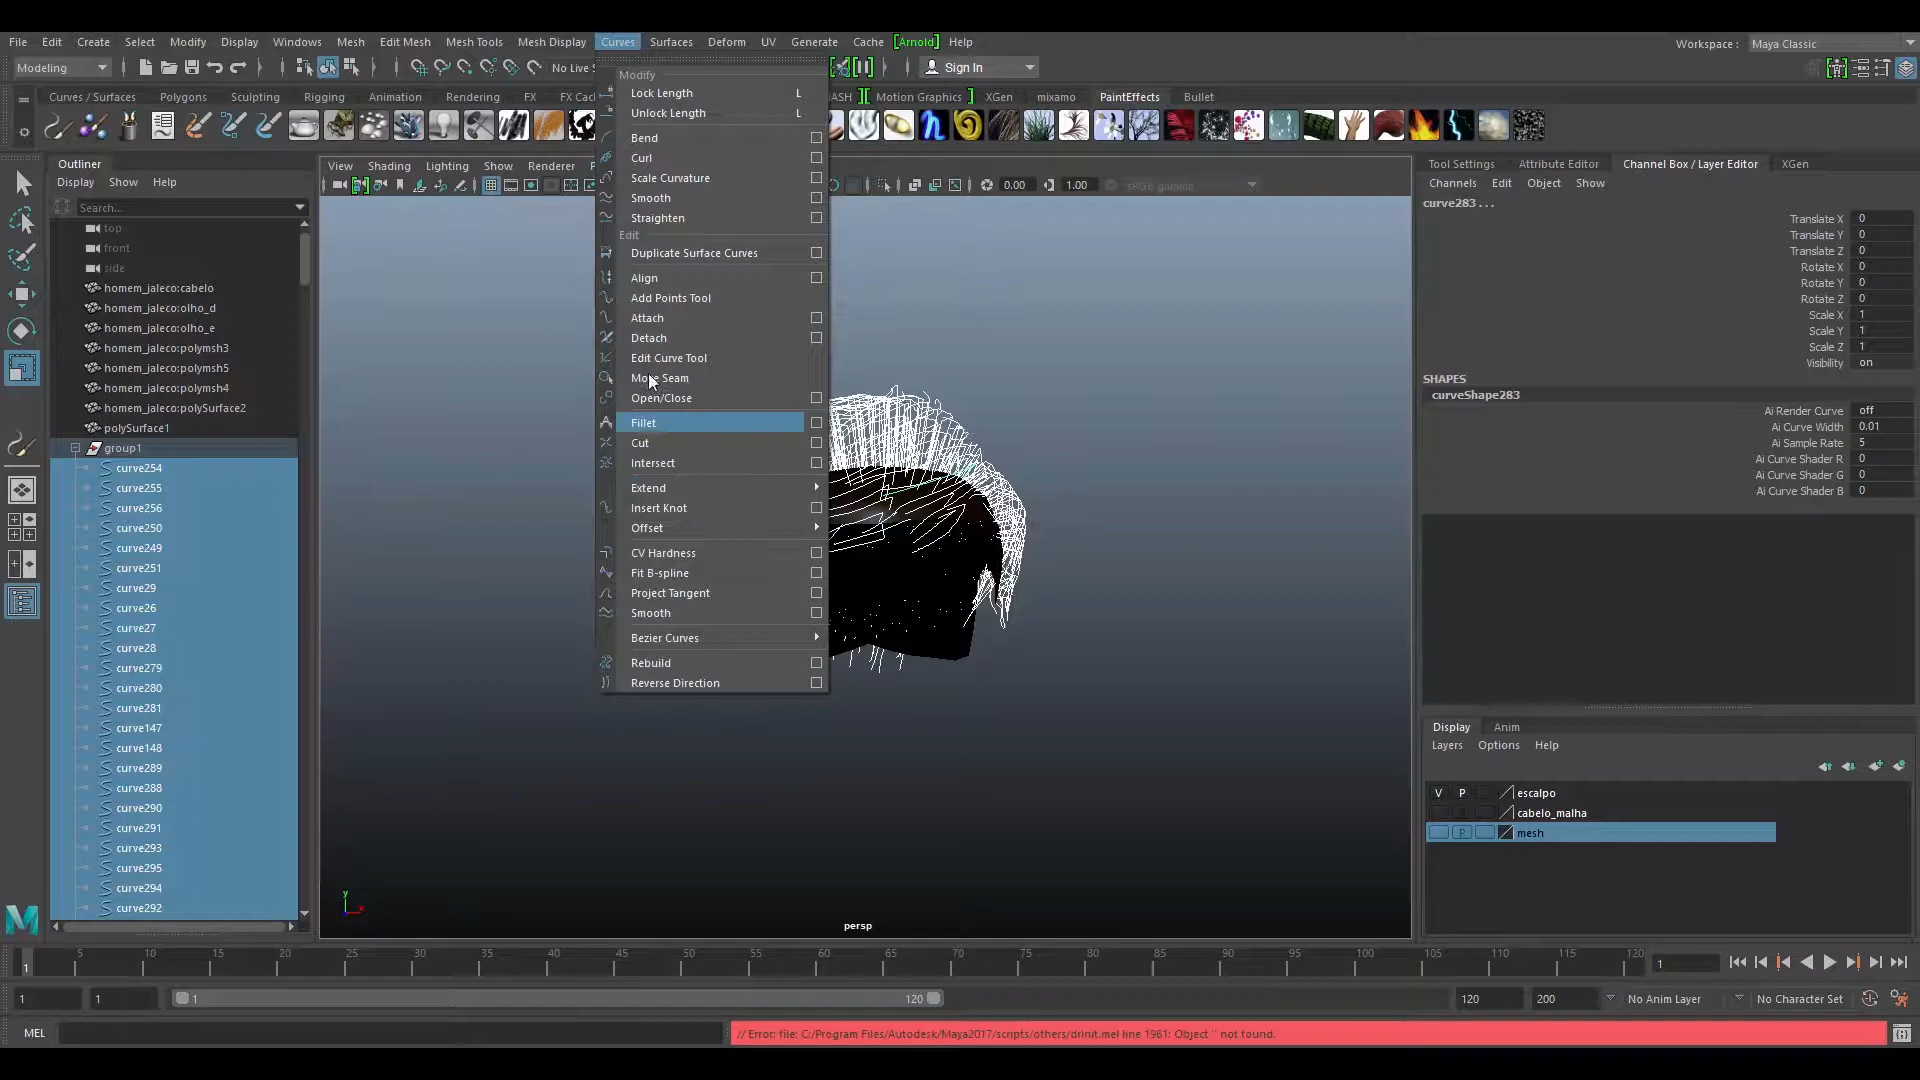 File Edit Create Select Modify Display Windows Mesh Edit Mesh Mesh Tools Mesh Display Curves Surfaces Deform UV Generate Cache [Arnold] Help
Workspace : Maya Classic
Modeling No Live S Sign In
Curves / Surfaces Polygons Sculpting Rigging Animation Rendering FX FX Cac ASH Motion Graphics XGen mixamo PaintEffects Bullet
Outliner
Display Show Help
Search...
top
front
side
homem_jaleco:cabelo
homem_jaleco:olho_d
homem_jaleco:olho_e
homem_jaleco:polymsh3
homem_jaleco:polymsh5
homem_jaleco:polymsh4
homem_jaleco:polySurface2
polySurface1
group1
curve254
curve255
curve256
curve250
curve249
curve251
curve29
curve26
curve27
curve28
curve279
curve280
curve281
curve147
curve148
curve289
curve288
curve290
curve291
curve293
curve295
curve294
curve292
View Shading Lighting Show Renderer P
0.00 1.00 sRGB gamma
Modify
Lock Length L
Unlock Length L
Bend
Curl
Scale Curvature
Smooth
Straighten
Edit
Duplicate Surface Curves
Align
Add Points Tool
Attach
Detach
Edit Curve Tool
Move Seam
Open/Close
Fillet
Cut
Intersect
Extend
Insert Knot
Offset
CV Hardness
Fit B-spline
Project Tangent
Smooth
Bezier Curves
Rebuild
Reverse Direction
y
x
persp
Tool Settings Attribute Editor Channel Box / Layer Editor XGen
Channels Edit Object Show
curve283 . . .
Translate X 0
Translate Y 0
Translate Z 0
Rotate X 0
Rotate Y 0
Rotate Z 0
Scale X 1
Scale Y 1
Scale Z 1
Visibility on
SHAPES
curveShape283
Ai Render Curve off
Ai Curve Width 0.01
Ai Sample Rate 5
Ai Curve Shader R 0
Ai Curve Shader G 0
Ai Curve Shader B 0
Display Anim
Layers Options Help
V P escalpo
cabelo_malha
P mesh
1 5 10 15 20 25 30 35 40 45 50 55 60 65 70 75 80 85 90 95 100 105 110 115 120 1
1 1 1 120 120 200 No Anim Layer No Character Set
MEL // Error: file: C:/Program Files/Autodesk/Maya2017/scripts/others/drInit.mel line 1961: Object '' not found.